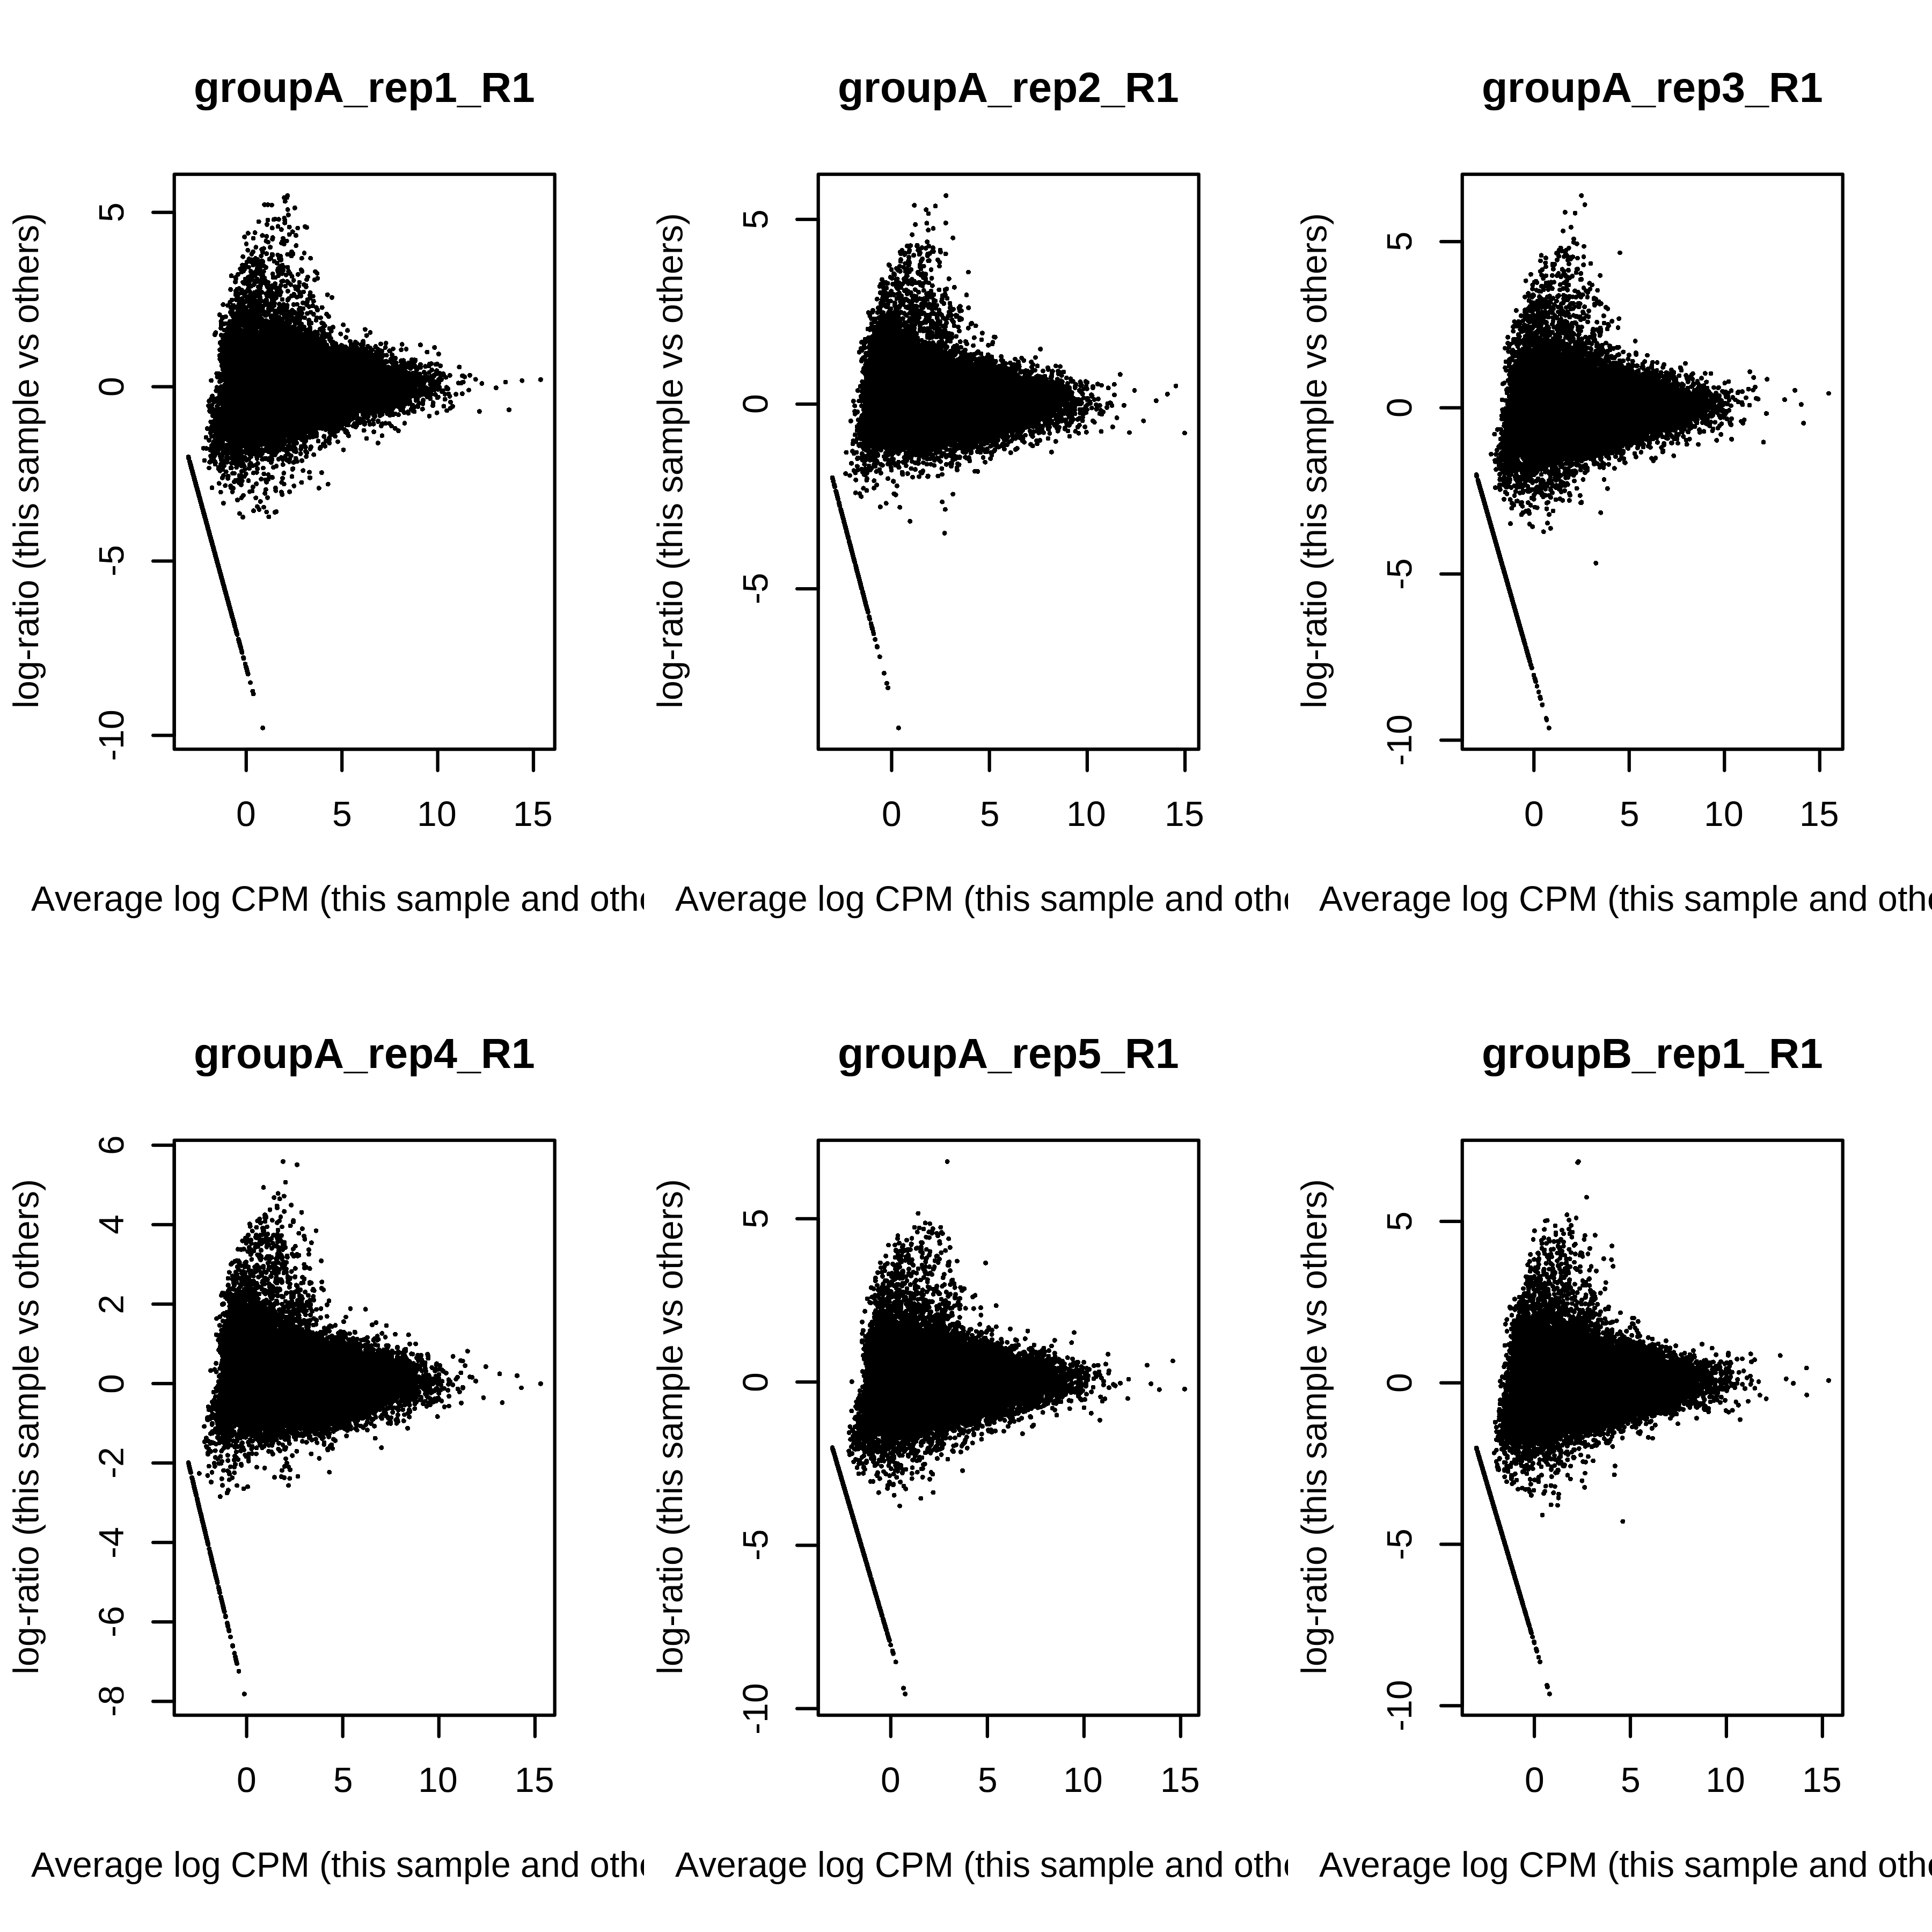 groupA_rep1_R1
log-ratio (this sample vs others)
5
0
-5
-10
0 5 10 15
Average log CPM (this sample and othe
groupA_rep2_R1
log-ratio (this sample vs others)
5
0
-5
0 5 10 15
Average log CPM (this sample and othe
groupA_rep3_R1
log-ratio (this sample vs others)
5
0
-5
-10
0 5 10 15
Average log CPM (this sample and othe
groupA_rep4_R1
log-ratio (this sample vs others)
6
4
2
0
-2
-4
-6
-8
0 5 10 15
Average log CPM (this sample and othe
groupA_rep5_R1
log-ratio (this sample vs others)
5
0
-5
-10
0 5 10 15
Average log CPM (this sample and othe
groupB_rep1_R1
log-ratio (this sample vs others)
5
0
-5
-10
0 5 10 15
Average log CPM (this sample and othe